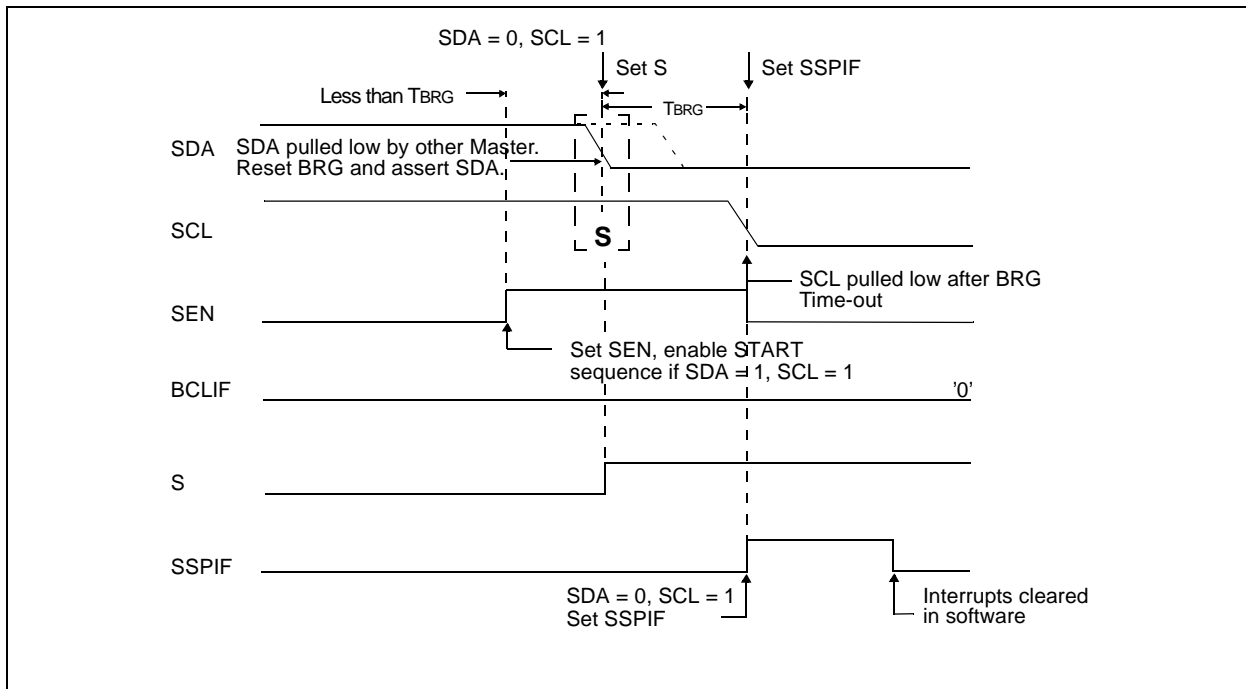 SDA = 0, SCL = 1
Set S
Set SSPIF
Less than TBRG
TBRG
SDA
SDA pulled low by other Master.
Reset BRG and assert SDA.
SCL
S
SCL pulled low after BRG
Time-out
SEN
Set SEN, enable START
sequence if SDA = 1, SCL = 1
BCLIF
'0'
S
SSPIF
SDA = 0, SCL = 1
Set SSPIF
Interrupts cleared
in software